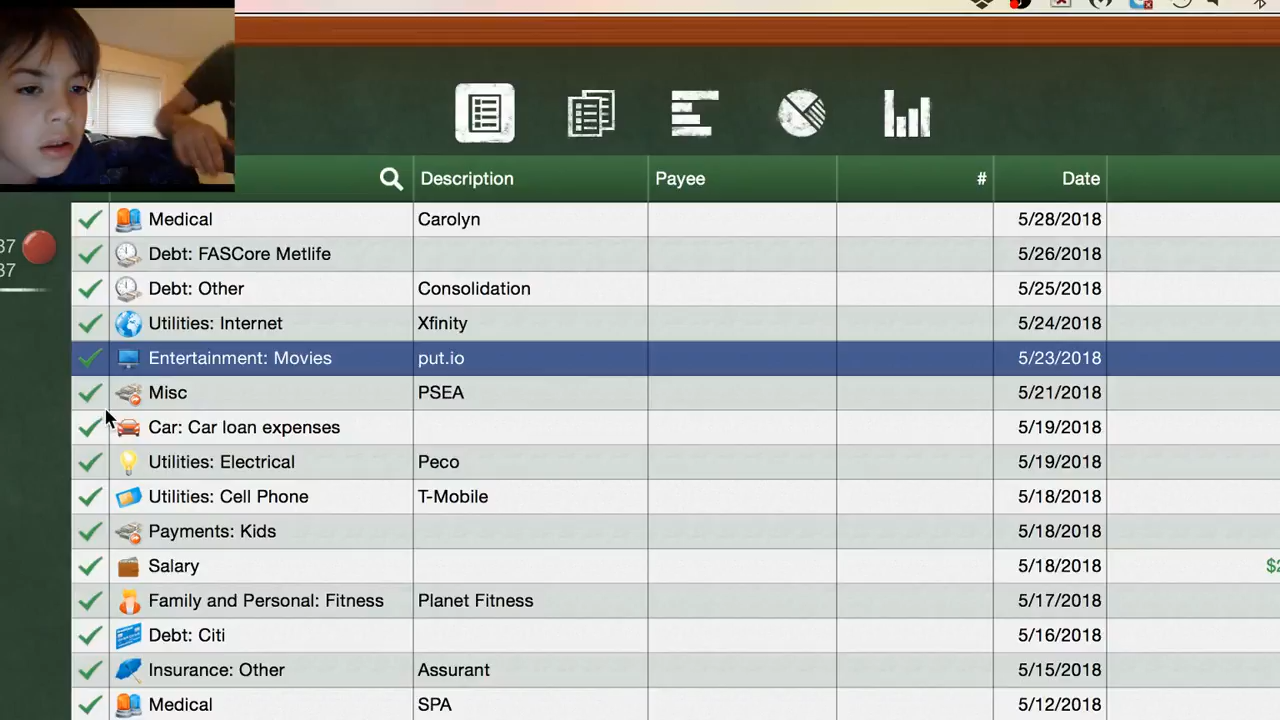 Description Payee # Date
Medical Carolyn 5/28/2018
37
Debt: FASCore Metlife 5/26/2018
37
Debt: Other Consolidation 5/25/2018
Utilities: Internet Xfinity 5/24/2018
Entertainment: Movies put.io 5/23/2018
Misc PSEA 5/21/2018
Car: Car loan expenses 5/19/2018
Utilities: Electrical Peco 5/19/2018
Utilities: Cell Phone T-Mobile 5/18/2018
Payments: Kids 5/18/2018
Salary 5/18/2018 $2
Family and Personal: Fitness Planet Fitness 5/17/2018
Debt: Citi 5/16/2018
Insurance: Other Assurant 5/15/2018
Medical SPA 5/12/2018